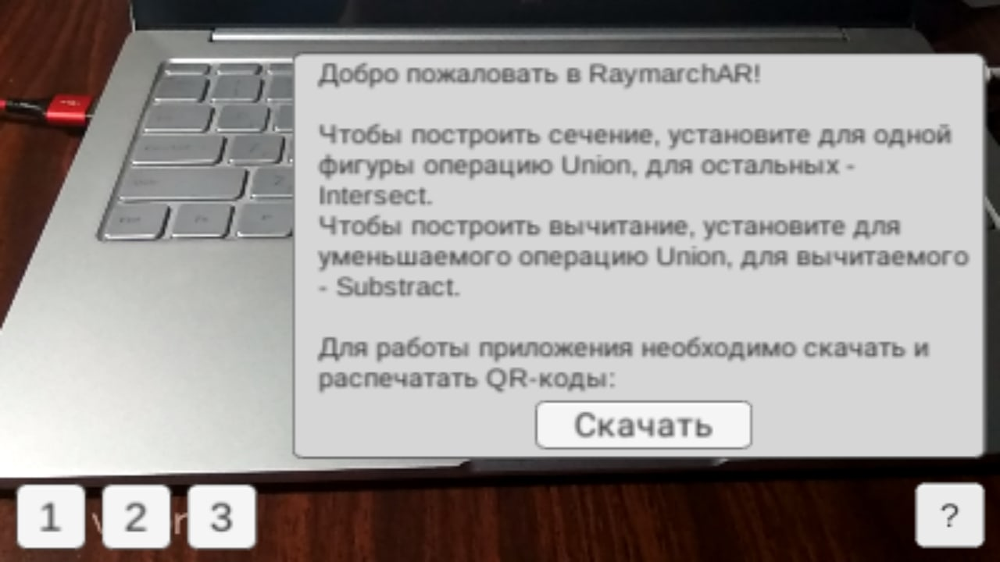 Добро пожаловать в RaymarchAR!
Чтобы построить сечение, установите для одной
фигуры операцию Union, для остальных -
Intersect.
Чтобы построить вычитание, установите для
уменьшаемого операцию Union, для вычитаемого
- Substract.
Для работы приложения необходимо скачать и
распечатать QR-коды:
Скачать
1 2 3 ?